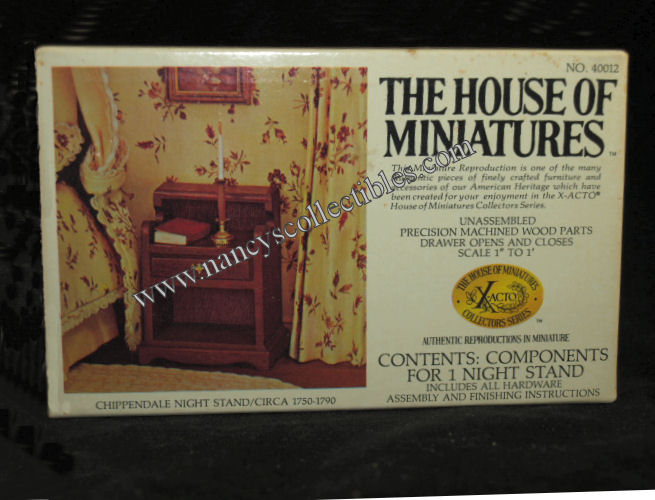 NO. 40012
THE HOUSE OF
MINIATURES™
This Miniature Reproduction is one of the many
pieces of finely crafted furniture and
accessories of our American Heritage which have
been created for your enjoyment in the X-ACTO®
House of Miniatures Collectors Series.
UNASSEMBLED
PRECISION MACHINED WOOD PARTS
DRAWER OPENS AND CLOSES
SCALE 1" TO 1'
THE HOUSE OF MINIATURES
X-ACTO
COLLECTORS SERIES™
AUTHENTIC REPRODUCTIONS IN MINIATURE
CONTENTS: COMPONENTS
FOR 1 NIGHT STAND
INCLUDES ALL HARDWARE
ASSEMBLY AND FINISHING INSTRUCTIONS
CHIPPENDALE NIGHT STAND/CIRCA 1750-1790
www.nancyscollectibles.com